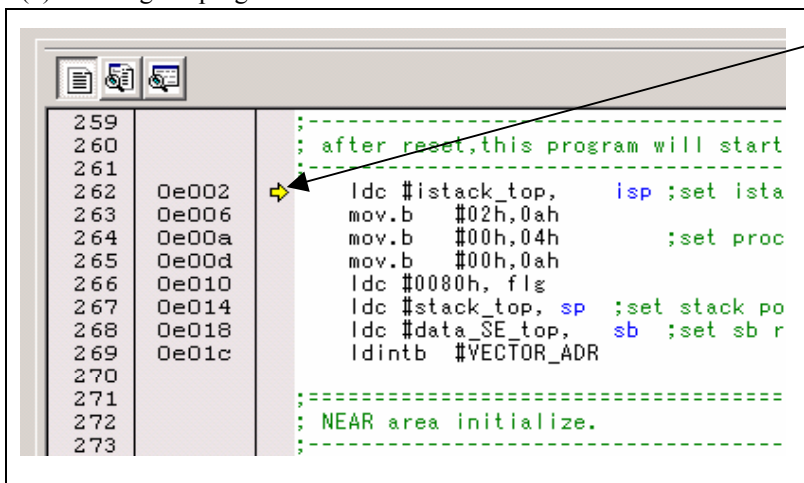 259 ;----------------------------------------
260 ; after reset,this program will start
261 ;----------------------------------------
262 0e002 ldc #istack_top, isp ;set ista
263 0e006 mov.b #02h,0ah
264 0e00a mov.b #00h,04h ;set proc
265 0e00d mov.b #00h,0ah
266 0e010 ldc #0080h, flg
267 0e014 ldc #stack_top, sp ;set stack po
268 0e018 ldc #data_SE_top, sb ;set sb r
269 0e01c ldintb #VECTOR_ADR
270
271 ;========================================
272 ; NEAR area initialize.
273 ;----------------------------------------